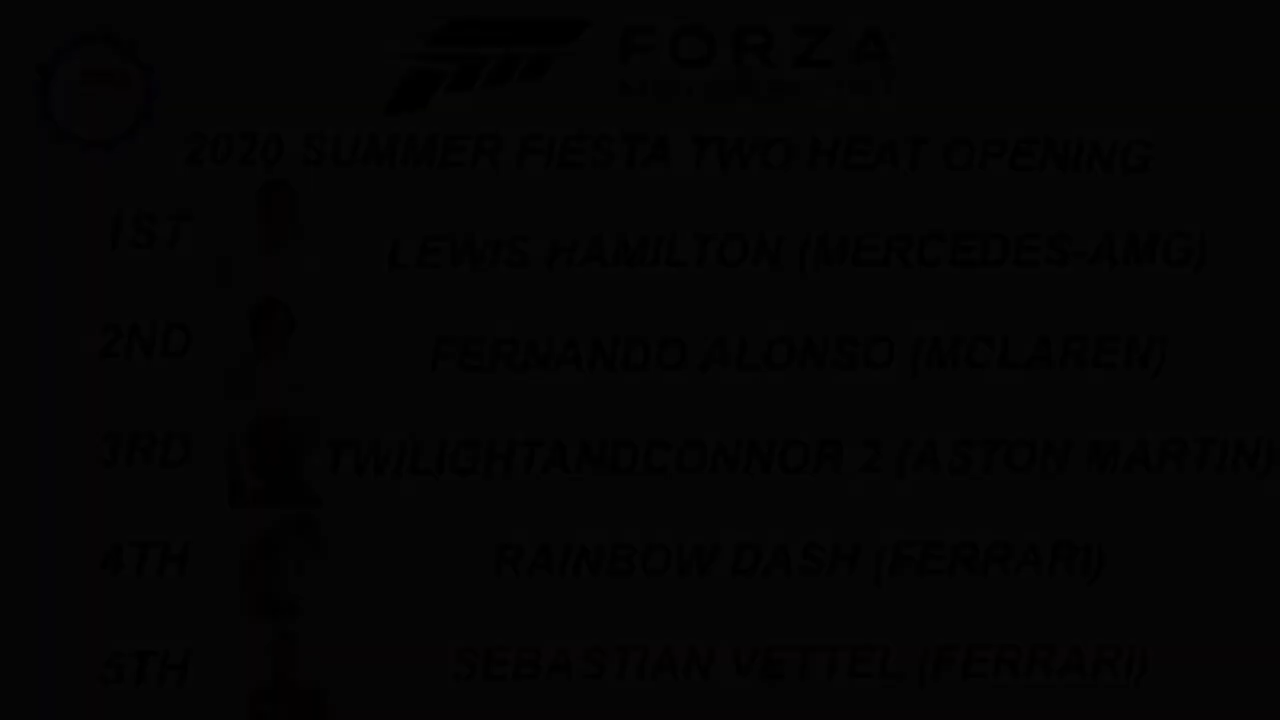 FORZA
2020 SUMMER FIESTA TWO HEAT OPENING
1ST LEWIS HAMILTON (MERCEDES-AMG)
2ND FERNANDO ALONSO (MCLAREN)
3RD TWILIGHTANDCONNOR 2 (ASTON MARTIN)
4TH RAINBOW DASH (FERRARI)
5TH SEBASTIAN VETTEL (FERRARI)